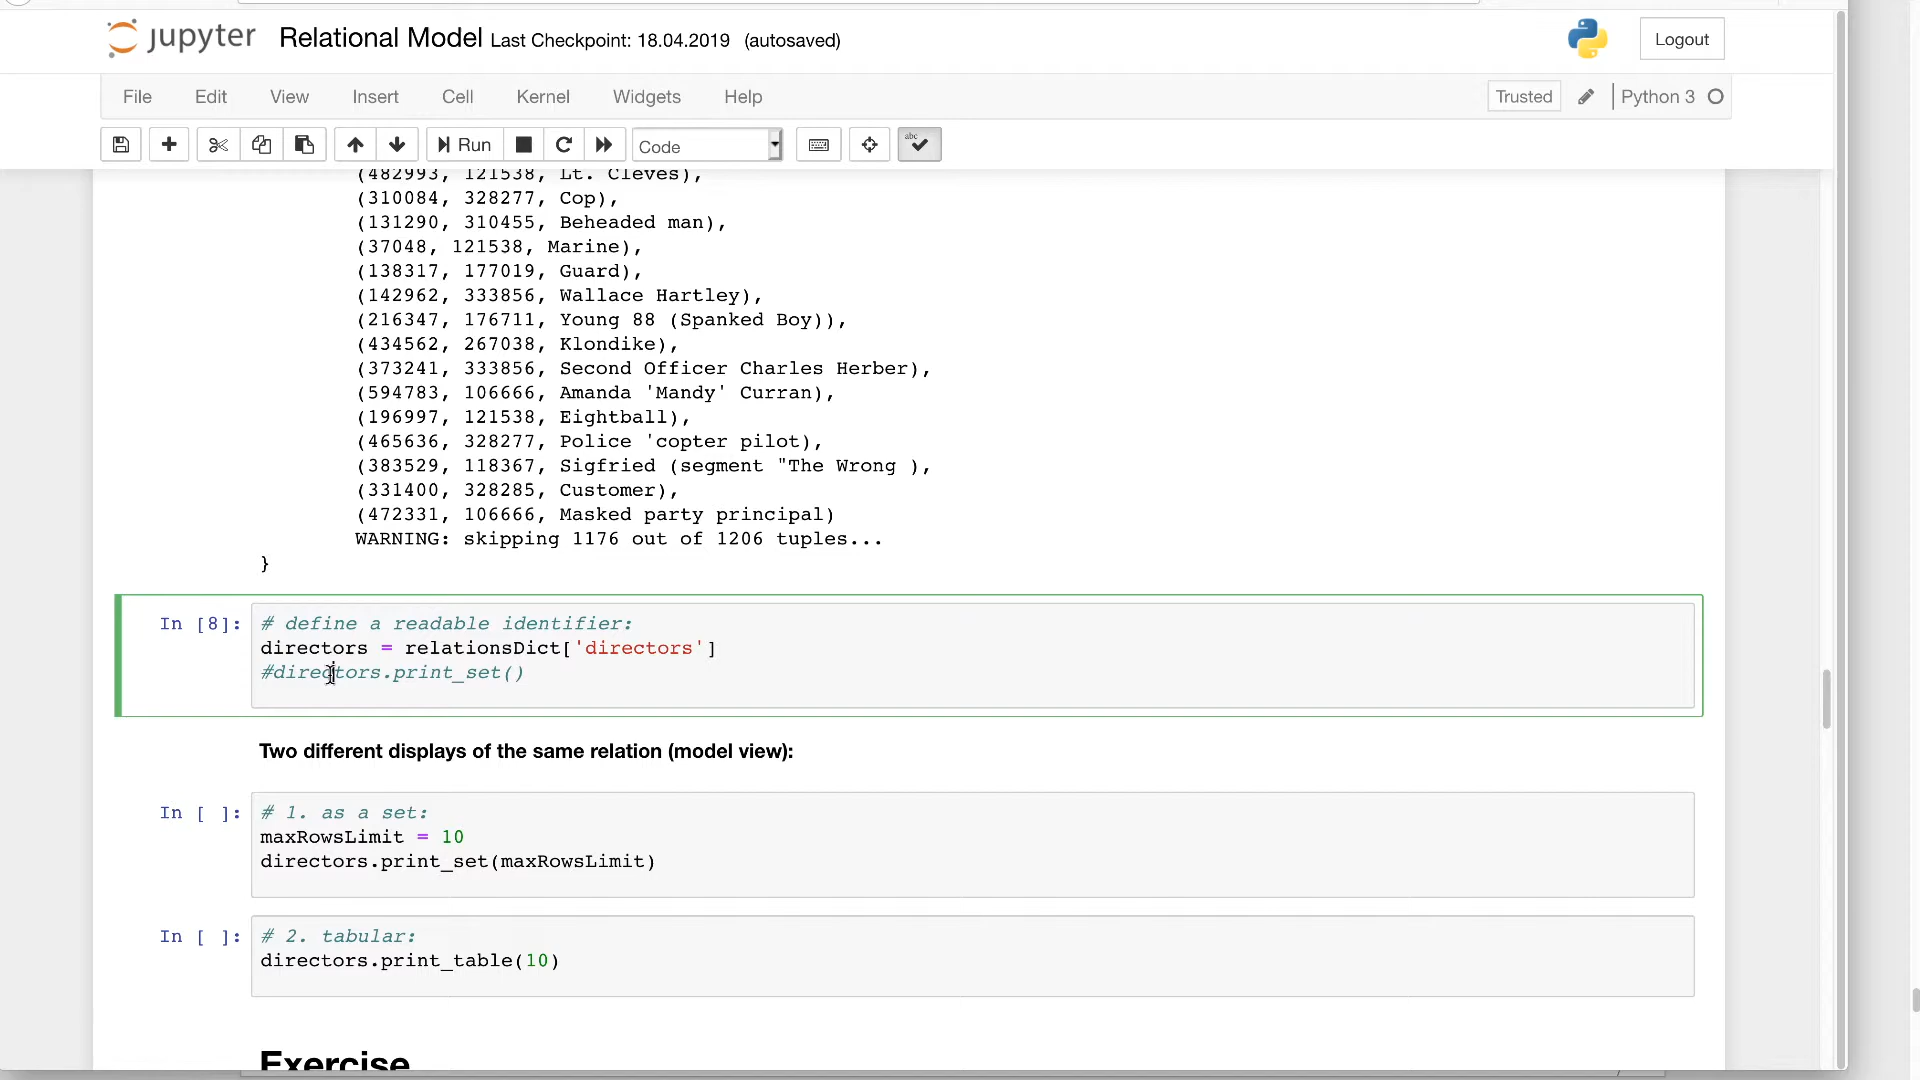 jupyter Relational Model Last Checkpoint: 18.04.2019 (autosaved)
Logout
File Edit View Insert Cell Kernel Widgets Help
Trusted Python 3
Run Code abc
(482993, 121538, Lt. Cleves),
(310084, 328277, Cop),
(131290, 310455, Beheaded man),
(37048, 121538, Marine),
(138317, 177019, Guard),
(142962, 333856, Wallace Hartley),
(216347, 176711, Young 88 (Spanked Boy)),
(434562, 267038, Klondike),
(373241, 333856, Second Officer Charles Herber),
(594783, 106666, Amanda 'Mandy' Curran),
(196997, 121538, Eightball),
(465636, 328277, Police 'copter pilot),
(383529, 118367, Sigfried (segment "The Wrong ),
(331400, 328285, Customer),
(472331, 106666, Masked party principal)
WARNING: skipping 1176 out of 1206 tuples...
}
In [8]: # define a readable identifier:
directors = relationsDict['directors']
#directors.print_set()
Two different displays of the same relation (model view):
In [ ]: # 1. as a set:
maxRowsLimit = 10
directors.print_set(maxRowsLimit)
In [ ]: # 2. tabular:
directors.print_table(10)
Exercise